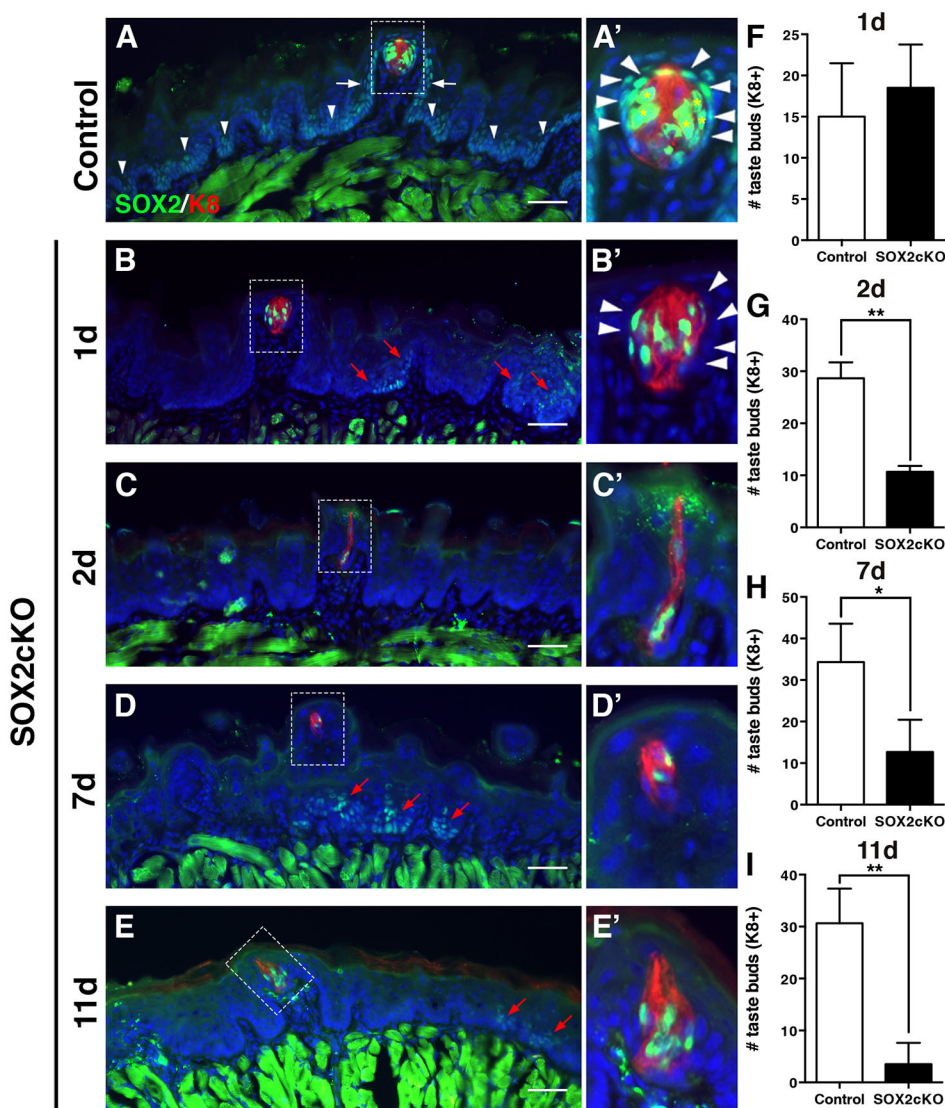 Control
A
SOX2/K8
A'
SOX2cKO
1d
B
B'
2d
C
C'
7d
D
D'
11d
E
E'
F
1d
# taste buds (K8+)
25
20
15
10
5
0
Control SOX2cKO
G
2d
**
# taste buds (K8+)
40
30
20
10
0
Control SOX2cKO
H
7d
*
# taste buds (K8+)
50
40
30
20
10
0
Control SOX2cKO
I
11d
**
# taste buds (K8+)
40
30
20
10
0
Control SOX2cKO